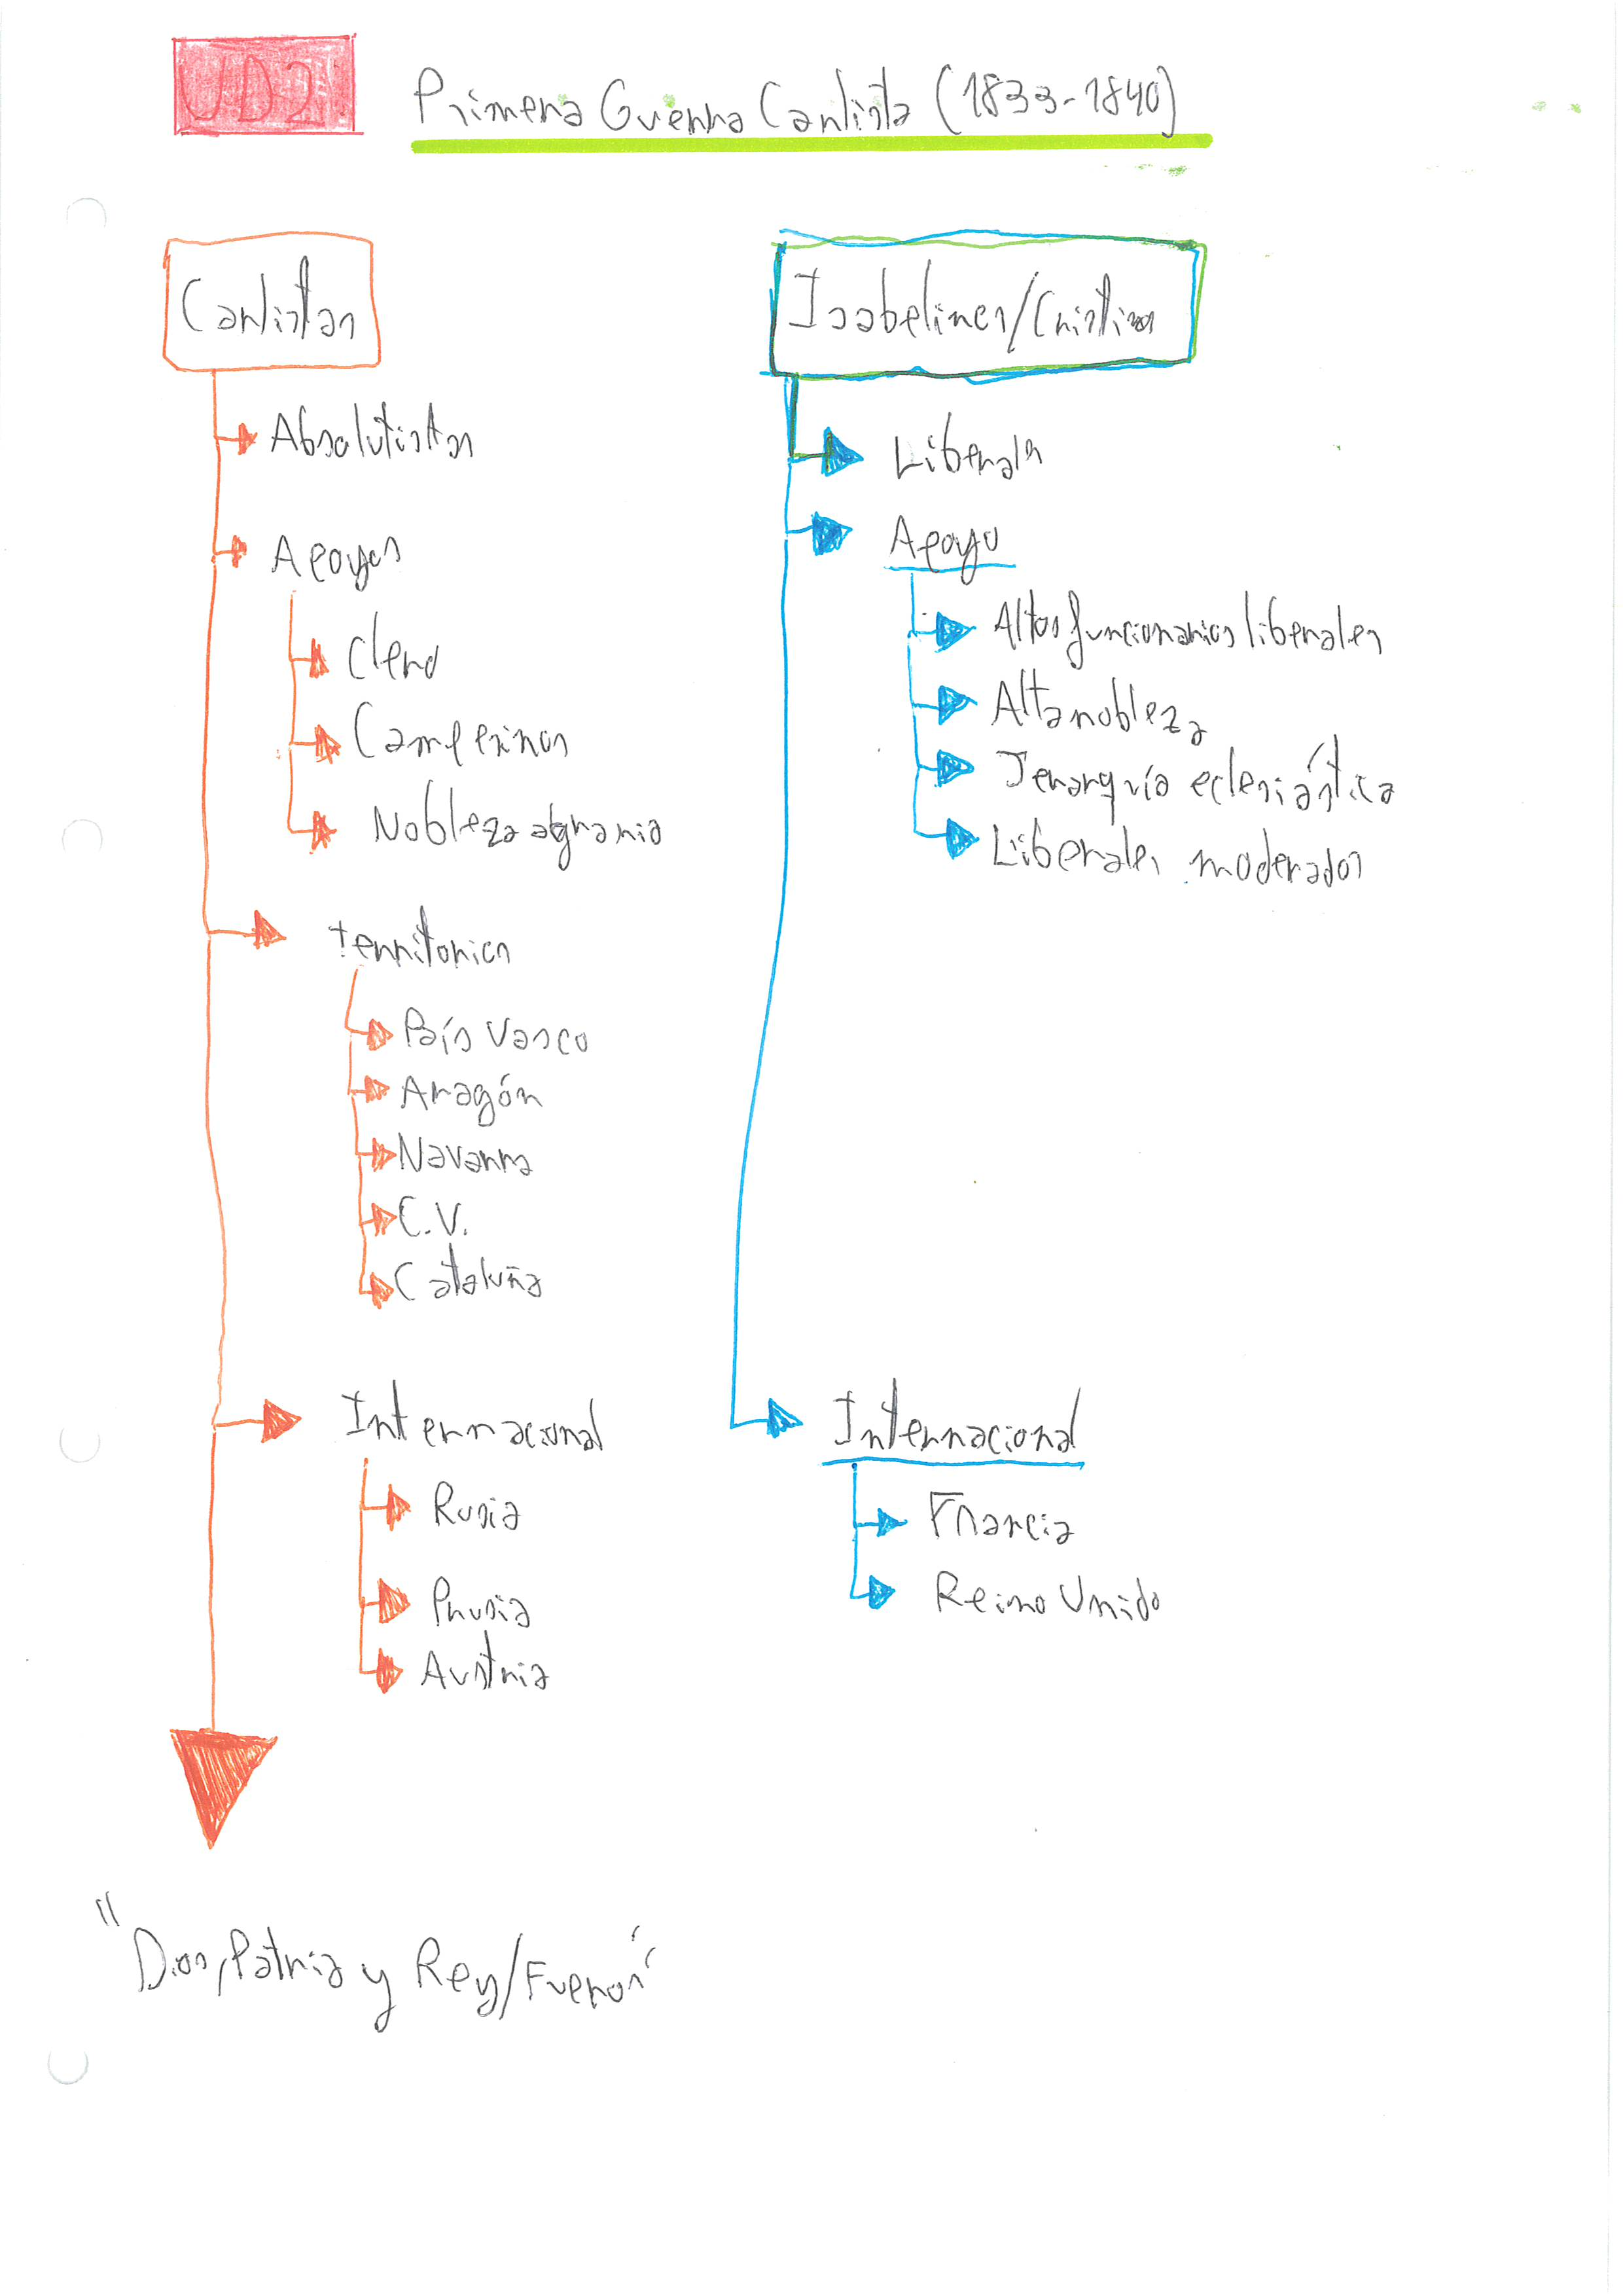 UD2
Primera Guerra Carlista (1833-1840)
Carlistas
Absolutistas
Apoyos
Clero
Campesinos
Nobleza agraria
territorios
País Vasco
Aragón
Navarra
C.V.
Cataluña
Internacional
Rusia
Prusia
Austria
"Dios, Patria y Rey/Fueros"
Isabelinos/Cristinos
Liberales
Apoyo
Altos funcionarios liberales
Alta nobleza
Jerarquía eclesiástica
Liberales moderados
Internacional
Francia
Reino Unido